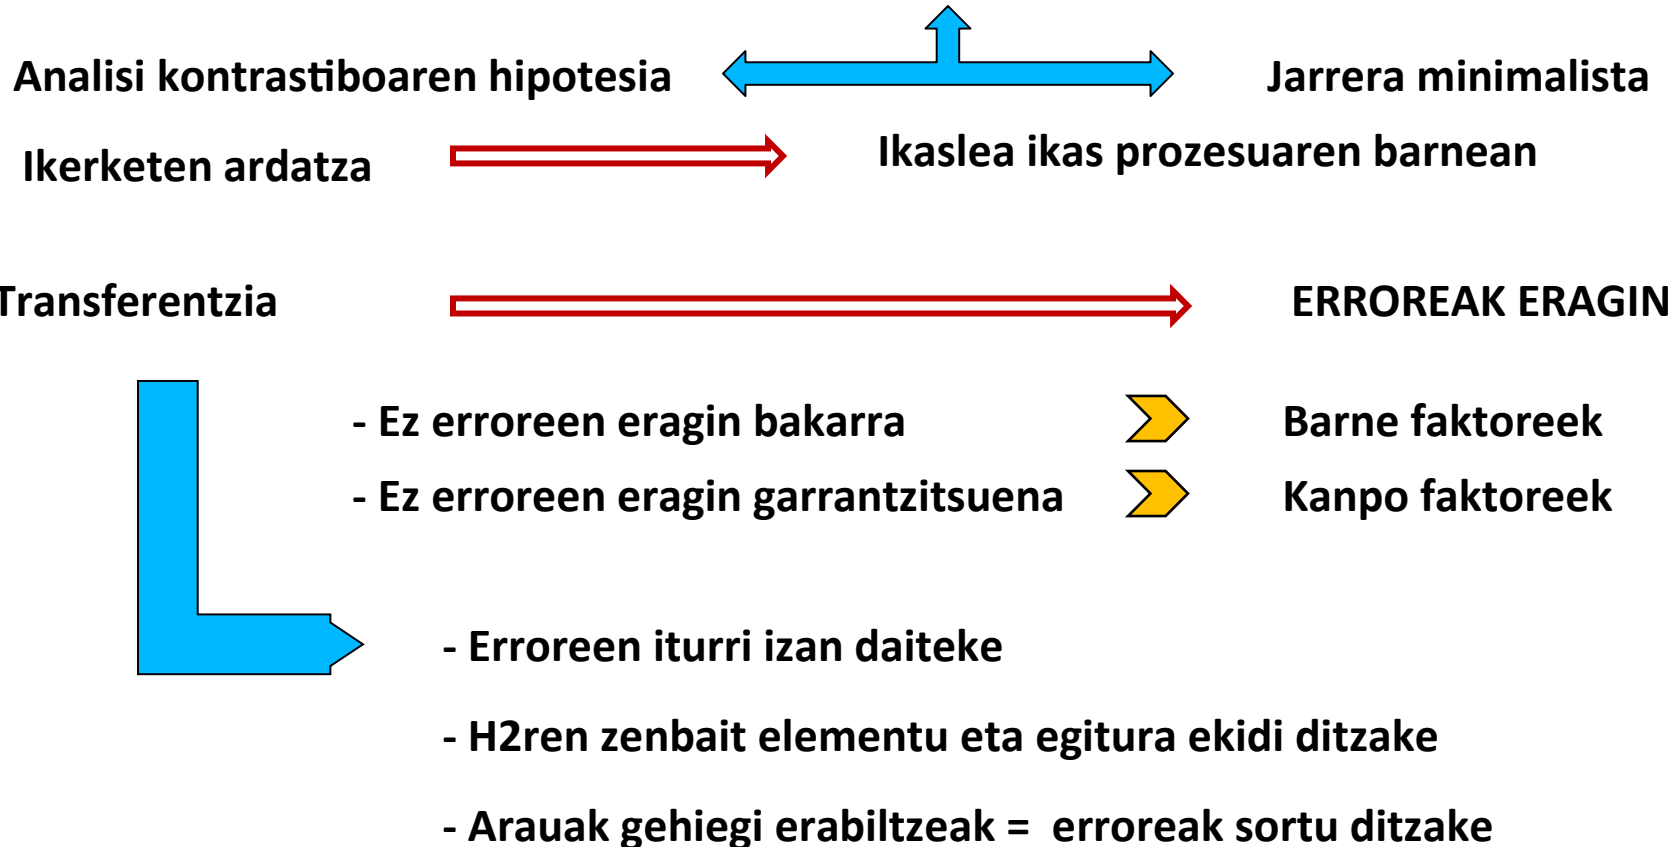 Analisi kontrastiboaren hipotesia Jarrera minimalista
Ikerketen ardatza Ikaslea ikas prozesuaren barnean
Transferentzia ERROREAK ERAGIN
- Ez erroreen eragin bakarra Barne faktoreek
- Ez erroreen eragin garrantzitsuena Kanpo faktoreek
- Erroreen iturri izan daiteke
- H2ren zenbait elementu eta egitura ekidi ditzake
- Arauak gehiegi erabiltzeak = erroreak sortu ditzake